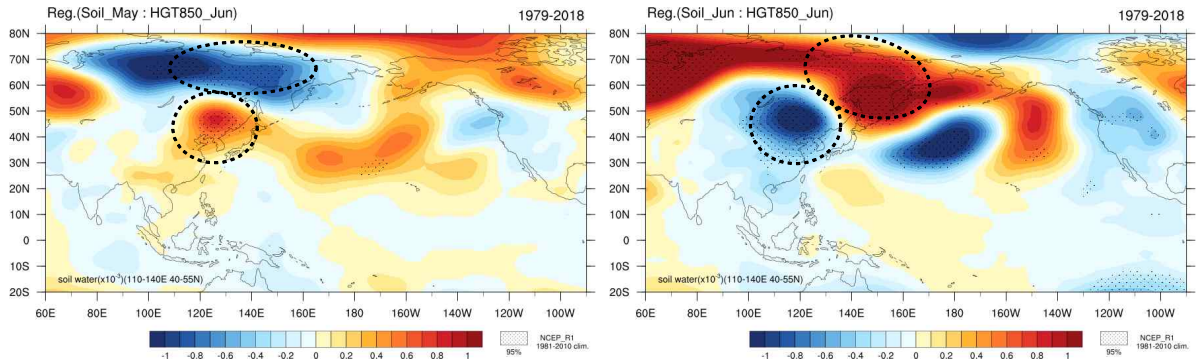 Reg.(Soil_May : HGT850_Jun) 1979-2018
80N
70N
60N
50N
40N
30N
20N
10N
0
10S
20S
soil water(x10⁻³)(110-140E 40-55N)
60E 80E 100E 120E 140E 160E 180 160W 140W 120W 100W
-1 -0.8 -0.6 -0.4 -0.2 0 0.2 0.4 0.6 0.8 1
NCEP_R1
1981-2010 clim.
95%
Reg.(Soil_Jun : HGT850_Jun) 1979-2018
80N
70N
60N
50N
40N
30N
20N
10N
0
10S
20S
soil water(x10⁻³)(110-140E 40-55N)
60E 80E 100E 120E 140E 160E 180 160W 140W 120W 100W
-1 -0.8 -0.6 -0.4 -0.2 0 0.2 0.4 0.6 0.8 1
NCEP_R1
1981-2010 clim.
95%